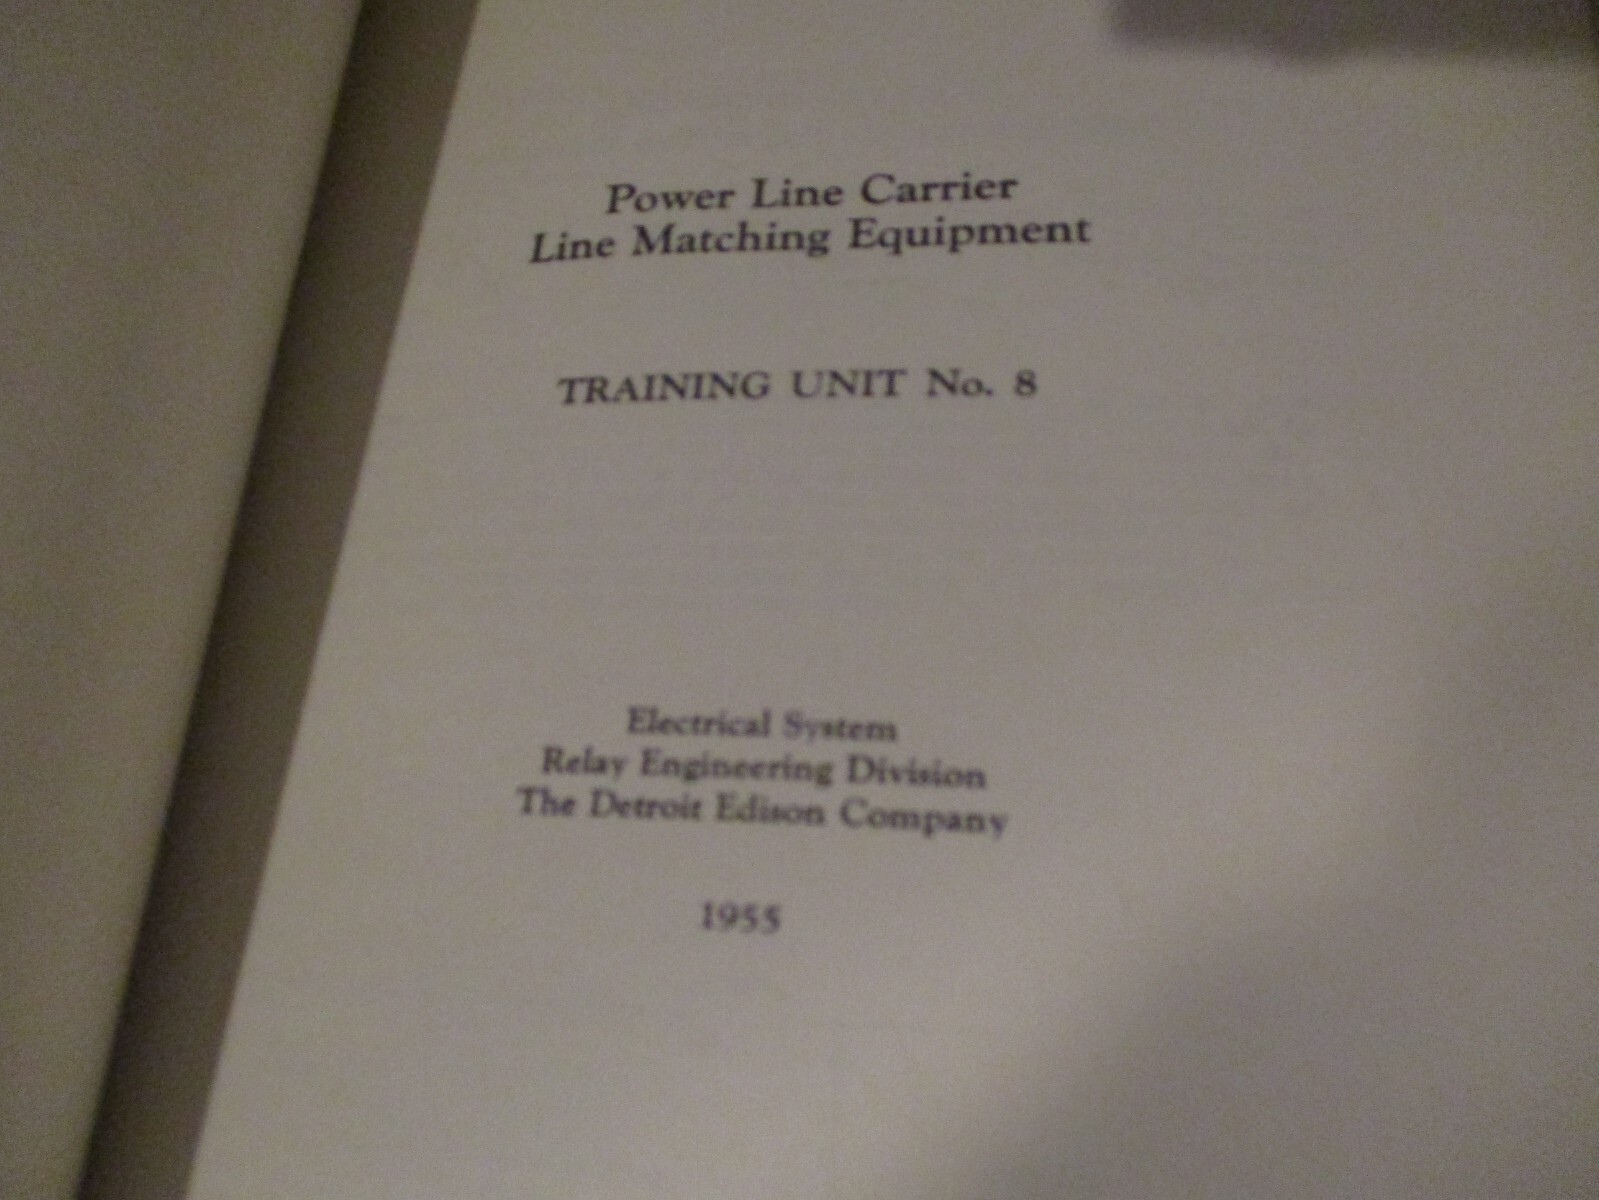 Power Line Carrier
Line Matching Equipment
TRAINING UNIT No. 8
Electrical System
Relay Engineering Division
The Detroit Edison Company
1955